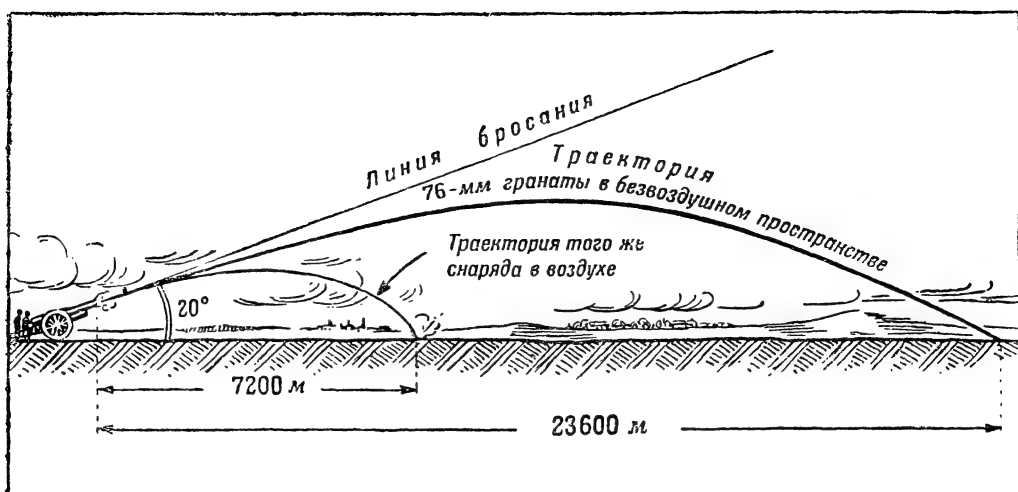 Линия бросания
Траектория
76-мм гранаты в безвоздушном пространстве
Траектория того же
снаряда в воздухе
20°
7200 м
23600 м